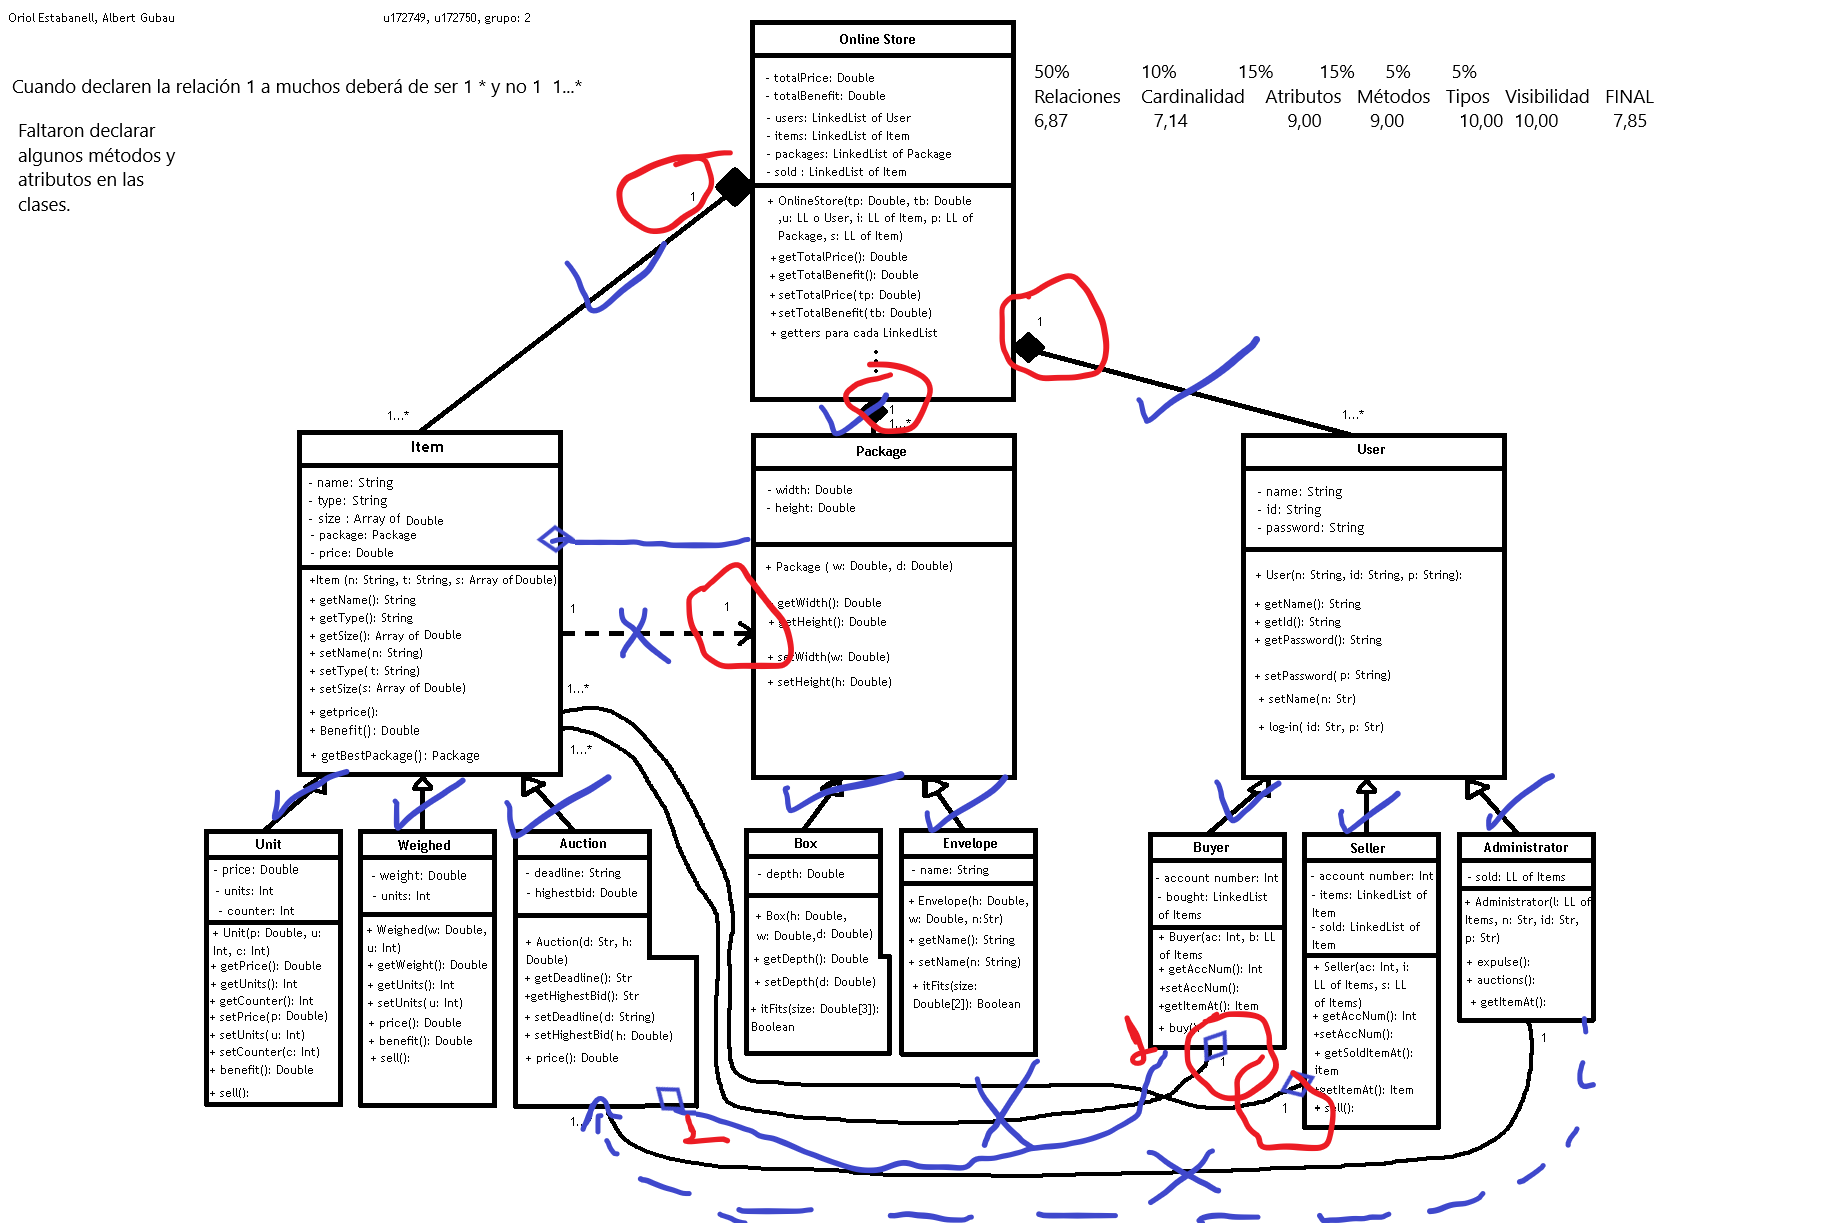 Oriol Estabanell, Albert Gubau
u172749, u172750, grupo: 2
Cuando declaren la relación 1 a muchos deberá de ser 1 * y no 1 1...*
Faltaron declarar
algunos métodos y
atributos en las
clases.
50% 10% 15% 15% 5% 5%
Relaciones Cardinalidad Atributos Métodos Tipos Visibilidad FINAL
6,87 7,14 9,00 9,00 10,00 10,00 7,85
Online Store
- totalPrice: Double
- totalBenefit: Double
- users: LinkedList of User
- items: LinkedList of Item
- packages: LinkedList of Package
- sold : LinkedList of Item
+ OnlineStore(tp: Double, tb: Double
,u: LL o User, i: LL of Item, p: LL of
Package, s: LL of Item)
+getTotalPrice(): Double
+getTotalBenefit(): Double
+setTotalPrice(tp: Double)
+setTotalBenefit(tb: Double)
+ getters para cada LinkedList
1
1
1
1...*
1...*
1...*
Item
- name: String
- type: String
- size : Array of Double
- package: Package
- price: Double
+Item (n: String, t: String, s: Array of Double)
+ getName(): String
+ getType(): String
+ getSize(): Array of Double
+ setName(n: String)
+ setType( t: String)
+ setSize(s: Array of Double)
+ getprice():
+ Benefit(): Double
+ getBestPackage(): Package
1
1
1...*
1...*
Package
- width: Double
- height: Double
+ Package ( w: Double, d: Double)
+ getWidth(): Double
+ getHeight(): Double
+ setWidth(w: Double)
+ setHeight(h: Double)
User
- name: String
- id: String
- password: String
+ User(n: String, id: String, p: String):
+ getName(): String
+ getId(): String
+ getPassword(): String
+ setPassword( p: String)
+ setName(n: Str)
+ log-in( id: Str, p: Str)
Unit
- price: Double
- units: Int
- counter: Int
+ Unit(p: Double, u:
Int, c: Int)
+ getPrice(): Double
+ getUnits(): Int
+ getCounter(): Int
+ setPrice(p: Double)
+ setUnits( u: Int)
+ setCounter(c: Int)
+ benefit(): Double
+ sell():
Weighed
- weight: Double
- units: Int
+ Weighed(w: Double,
u: Int)
+ getWeight(): Double
+ getUnits(): Int
+ setUnits( u: Int)
+ price(): Double
+ benefit(): Double
+ sell():
Auction
- deadline: String
- highestbid: Double
+ Auction(d: Str, h:
Double)
+ getDeadline(): Str
+getHighestBid(): Str
+ setDeadline(d: String)
+ setHighestBid( h: Double)
+ price(): Double
1..
1
Box
- depth: Double
+ Box(h: Double,
w: Double,d: Double)
+ getDepth(): Double
+ setDepth(d: Double)
+ itFits(size: Double[3]):
Boolean
Envelope
- name: String
+ Envelope(h: Double,
w: Double, n:Str)
+ getName(): String
+ setName(n: String)
+ itFits(size:
Double[2]): Boolean
Buyer
- account number: Int
- bought: LinkedList
of Items
+ Buyer(ac: Int, b: LL
of Items)
+ getAccNum(): Int
+setAccNum():
+getItemAt(): Item
+ buy():
1
Seller
- account number: Int
- items: LinkedList of
Item
- sold: LinkedList of
Item
+ Seller(ac: Int, i:
LL of Items, s: LL
of Items)
+ getAccNum(): Int
+setAccNum():
+ getSoldItemAt():
item
+getItemAt(): Item
+ sell():
1
Administrator
- sold: LL of Items
+ Administrator(l: LL of
Items, n: Str, id: Str,
p: Str)
+ expulse():
+ auctions():
+ getItemAt():
1